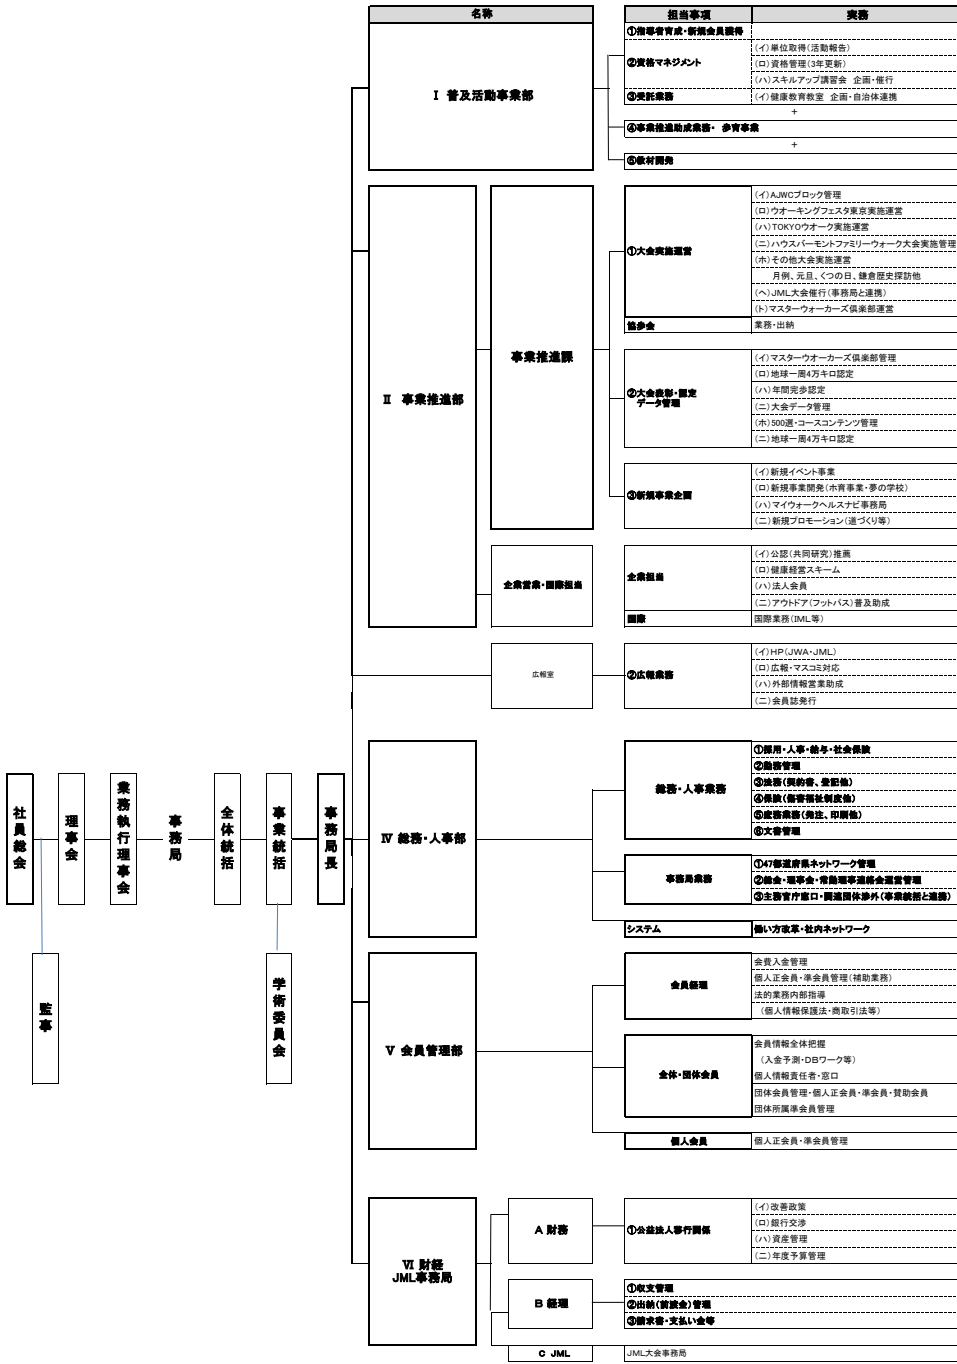 名称
担当事項 実務
Ⅰ 普及活動事業部
①指導者育成・新規会員獲得
②資格マネジメント
(イ)単位取得(活動報告)
(ロ)資格管理(3年更新)
(ハ)スキルアップ講習会 企画・催行
③受託業務
(イ)健康教育教室 企画・自治体連携
+
④事業推進助成業務・ 歩育事業
+
⑤教材開発
Ⅱ 事業推進部
事業推進課
①大会実施運営
(イ)AJWCブロック管理
(ロ)ウオーキングフェスタ東京実施運営
(ハ)TOKYOウオーク実施運営
(ニ)ハウスバーモントファミリーウォーク大会実施管理
(ホ)その他大会実施運営
月例、元旦、くつの日、鎌倉歴史探訪他
(ヘ)JML大会催行(事務局と連携)
(ト)マスターウォーカーズ倶楽部運営
協歩会 業務・出納
②大会表彰・認定
データ管理
(イ)マスターウオーカーズ倶楽部管理
(ロ)地球一周4万キロ認定
(ハ)年間完歩認定
(ニ)大会データ管理
(ホ)500選・コースコンテンツ管理
(ニ)地球一周4万キロ認定
③新規事業企画
(イ)新規イベント事業
(ロ)新規事業開発(ホ育事業・夢の学校)
(ハ)マイウォークヘルスナビ事務局
(ニ)新規プロモーション(道づくり等)
企業営業・国際担当
企業担当
(イ)公認(共同研究)推薦
(ロ)健康経営スキーム
(ハ)法人会員
(ニ)アウトドア(フットパス)普及助成
国際 国際業務(IML等)
広報室
②広報業務
(イ)HP(JWA・JML)
(ロ)広報・マスコミ対応
(ハ)外部情報営業助成
(ニ)会員誌発行
社員総会
監事
理事会
業務執行理事会
事務局
全体統括
事業統括
学術委員会
事務局長
Ⅳ 総務・人事部
総務・人事業務
①採用・人事・給与・社会保険
②勤務管理
③法務(契約書、登記他)
④保険(傷害福祉制度他)
⑤庶務業務(発注、印刷他)
⑥文書管理
事務局業務
①47都道府県ネットワーク管理
②総会・理事会・常勤理事連絡会運営管理
③主務官庁窓口・関連団体渉外(事業統括と連携)
システム 働い方改革・社内ネットワーク
Ⅴ 会員管理部
会員経理
会費入金管理
個人正会員・準会員管理(補助業務)
法的業務内部指導
(個人情報保護法・商取引法等)
全体・団体会員
会員情報全体把握
(入金予測・DBワーク等)
個人情報責任者・窓口
団体会員管理・個人正会員・準会員・賛助会員
団体所属準会員管理
個人会員 個人正会員・準会員管理
Ⅵ 財経
JML事務局
A 財務
①公益法人移行関係
(イ)改善政策
(ロ)銀行交渉
(ハ)資産管理
(ニ)年度予算管理
B 経理
①収支管理
②出納(前渡金)管理
③請求書・支払い金等
C JML JML大会事務局